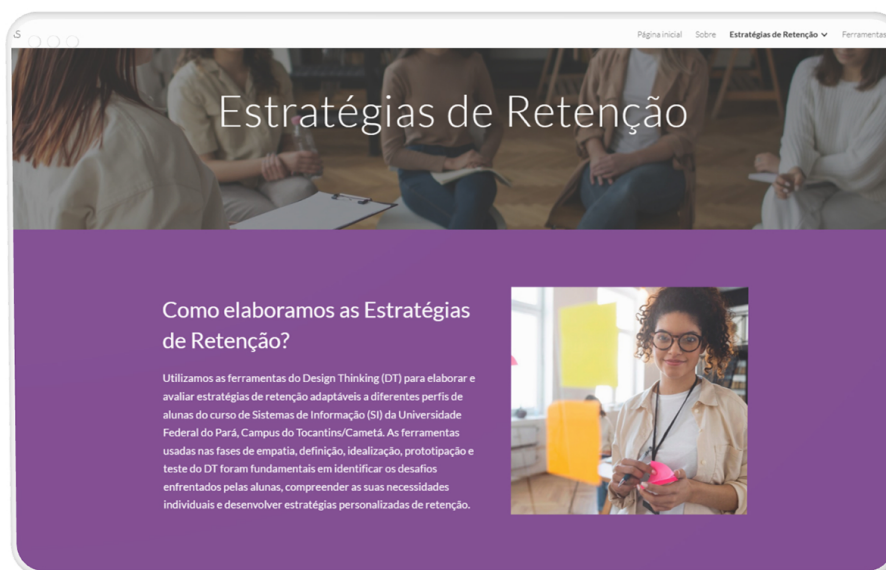 Página inicial Sobre Estratégias de Retenção Ferramentas
Estratégias de Retenção
Como elaboramos as Estratégias
de Retenção?
Utilizamos as ferramentas do Design Thinking (DT) para elaborar e
avaliar estratégias de retenção adaptáveis a diferentes perfis de
alunas do curso de Sistemas de Informação (SI) da Universidade
Federal do Pará, Campus do Tocantins/Cametá. As ferramentas
usadas nas fases de empatia, definição, idealização, prototipação e
teste do DT foram fundamentais em identificar os desafios
enfrentados pelas alunas, compreender as suas necessidades
individuais e desenvolver estratégias personalizadas de retenção.